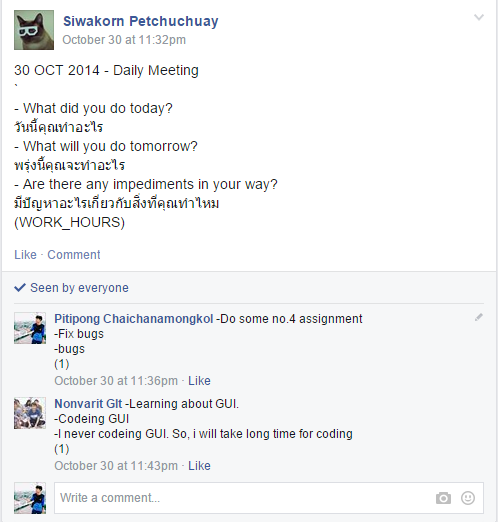 Siwakorn Petchuchuay
October 30 at 11:32pm
30 OCT 2014 - Daily Meeting
`
- What did you do today?
วันนี้คุณทำอะไร
- What will you do tomorrow?
พรุ่งนี้คุณจะทำอะไร
- Are there any impediments in your way?
มีปัญหาอะไรเกี่ยวกับสิ่งที่คุณทำไหม
(WORK_HOURS)
Like · Comment
Seen by everyone
Pitipong Chaichanamongkol -Do some no.4 assignment
-Fix bugs
-bugs
(1)
October 30 at 11:36pm · Like
Nonvarit Glt -Learning about GUI.
-Codeing GUI
-I never codeing GUI. So, i will take long time for coding
(1)
October 30 at 11:43pm · Like
Write a comment...